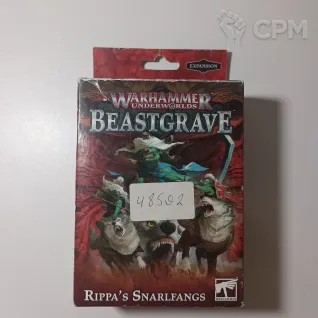 CPM
EXPANSION
WARHAMMER
UNDERWORLDS
BEASTGRAVE
48502
RIPPA'S SNARLFANGS